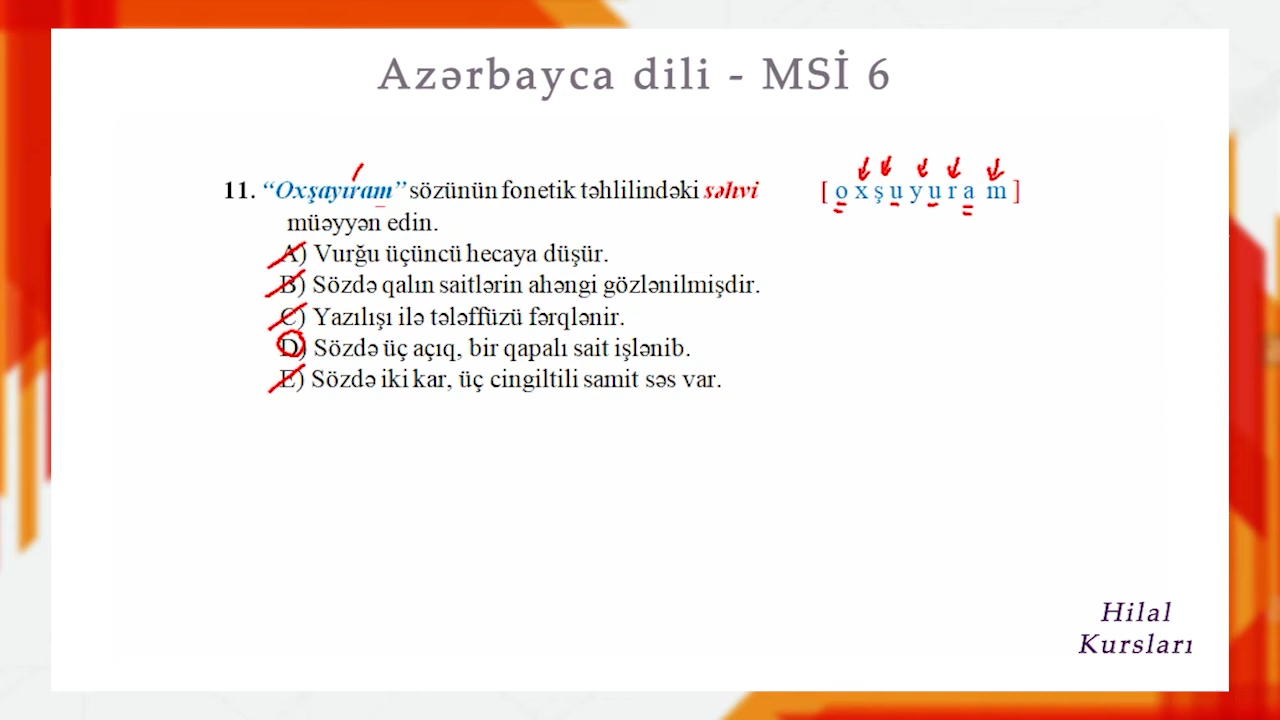 Azərbayca dili - MSİ 6
11. “Oxşayıram” sözünün fonetik təhlilindəki səhvi
müəyyən edin.
A) Vurğu üçüncü hecaya düşür.
B) Sözdə qalın saitlərin ahəngi gözlənilmişdir.
C) Yazılışı ilə tələffüzü fərqlənir.
D) Sözdə üç açıq, bir qapalı sait işlənib.
E) Sözdə iki kar, üç cingiltili samit səs var.
[ o x ş u y u r a m ]
Hilal
Kursları